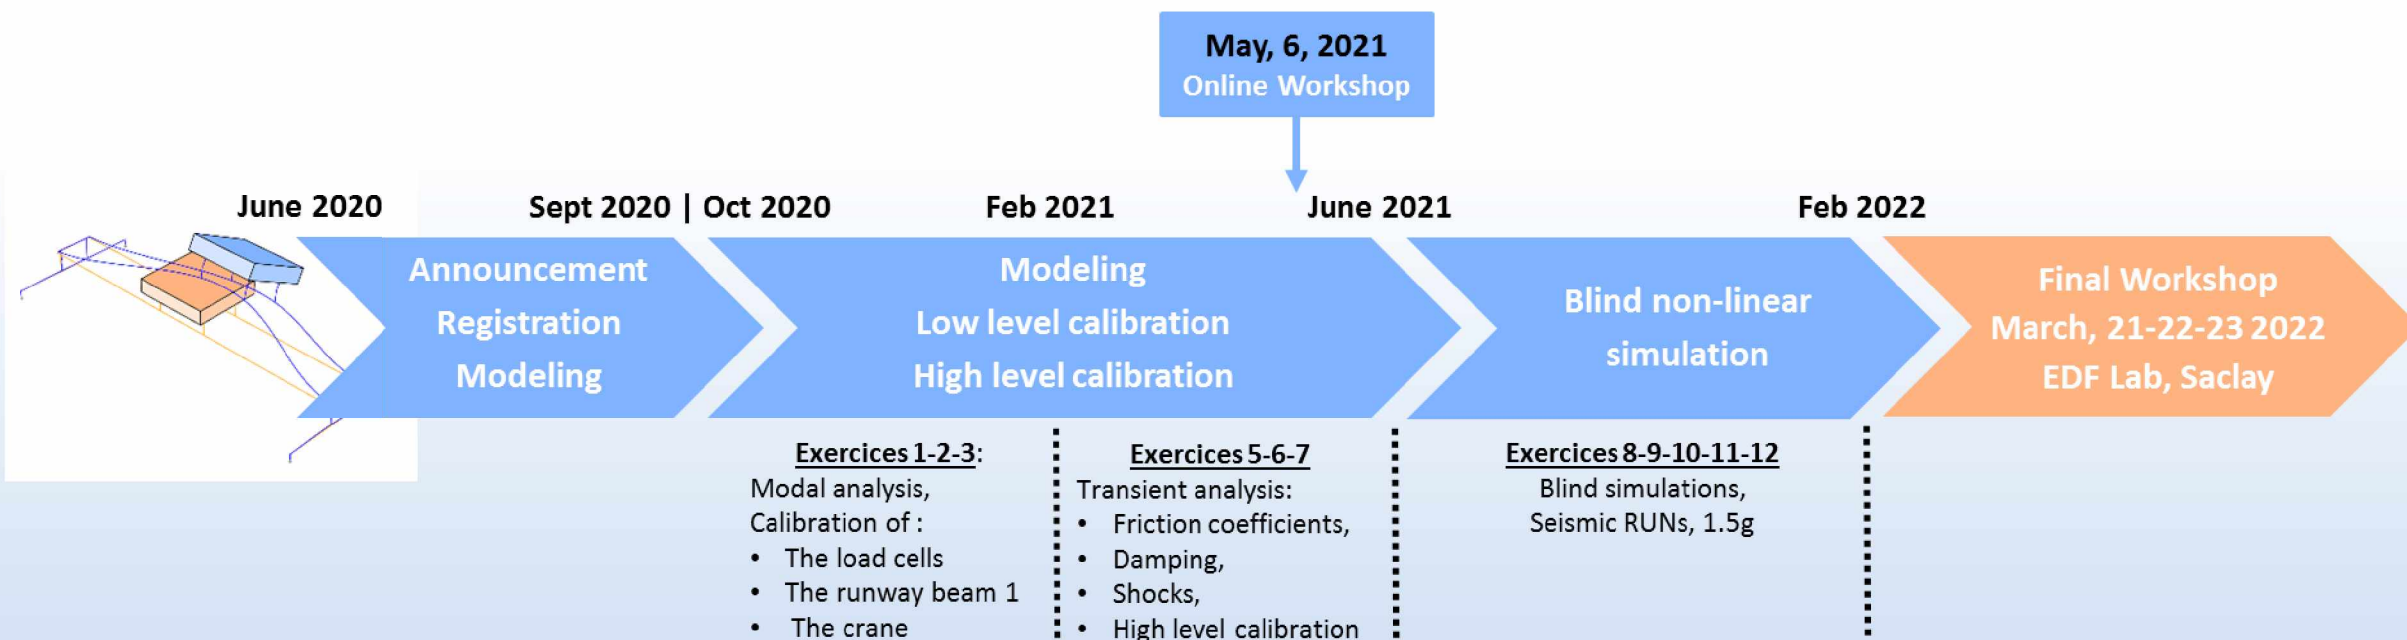 May, 6, 2021
Online Workshop
June 2020
Sept 2020 | Oct 2020
Feb 2021
June 2021
Feb 2022
Announcement
Registration
Modeling
Modeling
Low level calibration
High level calibration
Blind non-linear
simulation
Final Workshop
March, 21-22-23 2022
EDF Lab, Saclay
Exercices 1-2-3:
Modal analysis,
Calibration of :
• The load cells
• The runway beam 1
• The crane
Exercices 5-6-7
Transient analysis:
• Friction coefficients,
• Damping,
• Shocks,
• High level calibration
Exercices 8-9-10-11-12
Blind simulations,
Seismic RUNs, 1.5g